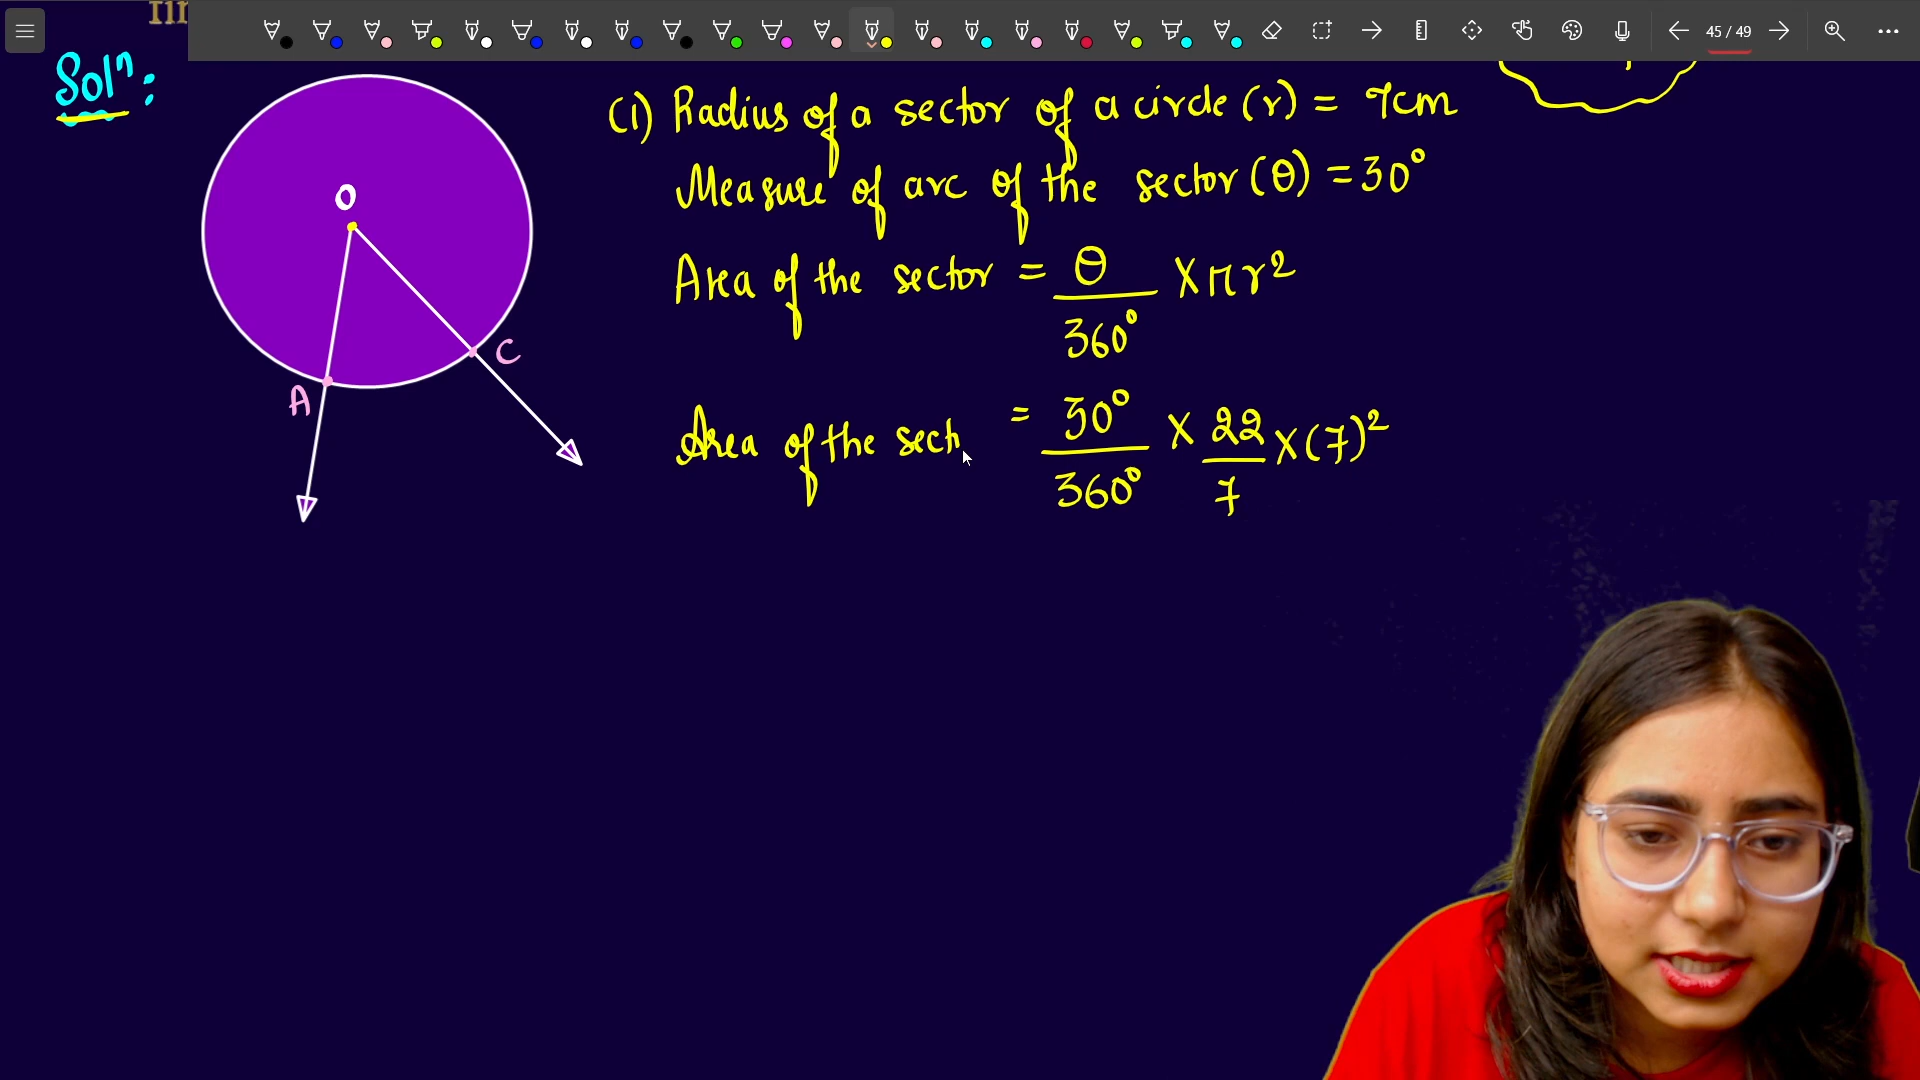 45 / 49
Solⁿ:
(1) Radius of a sector of a circle (r) = 7cm
Measure of arc of the sector (θ) = 30°
Area of the sector = θ/360° × πr²
Area of the sect = 30°/360° × 22/7 × (7)²
O
A
C